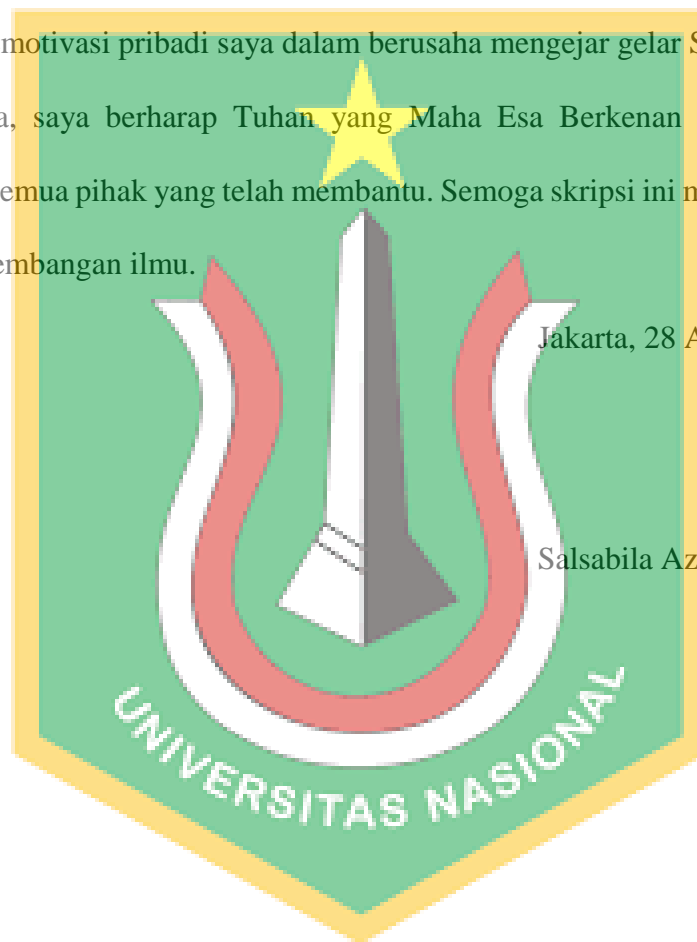 motivasi pribadi saya dalam berusaha mengejar gelar S
a, saya berharap Tuhan yang Maha Esa Berkenan
emua pihak yang telah membantu. Semoga skripsi ini m
embangan ilmu.
Jakarta, 28 A
Salsabila Az
UNIVERSITAS NASIONAL